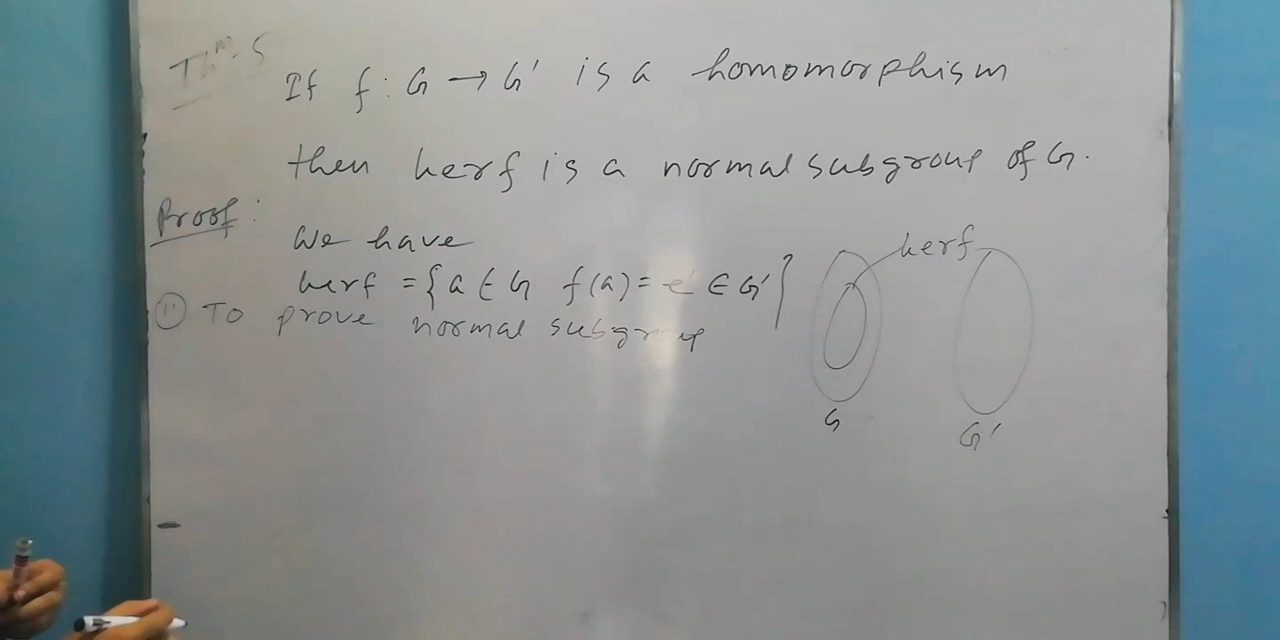 Thm. 5
If f: G → G' is a homomorphism
then kerf is a normal subgroup of G.
Proof:
We have
kerf = {a ∈ G f(a) = e' ∈ G'}
(ii) To prove normal subgroup
kerf
G
G'